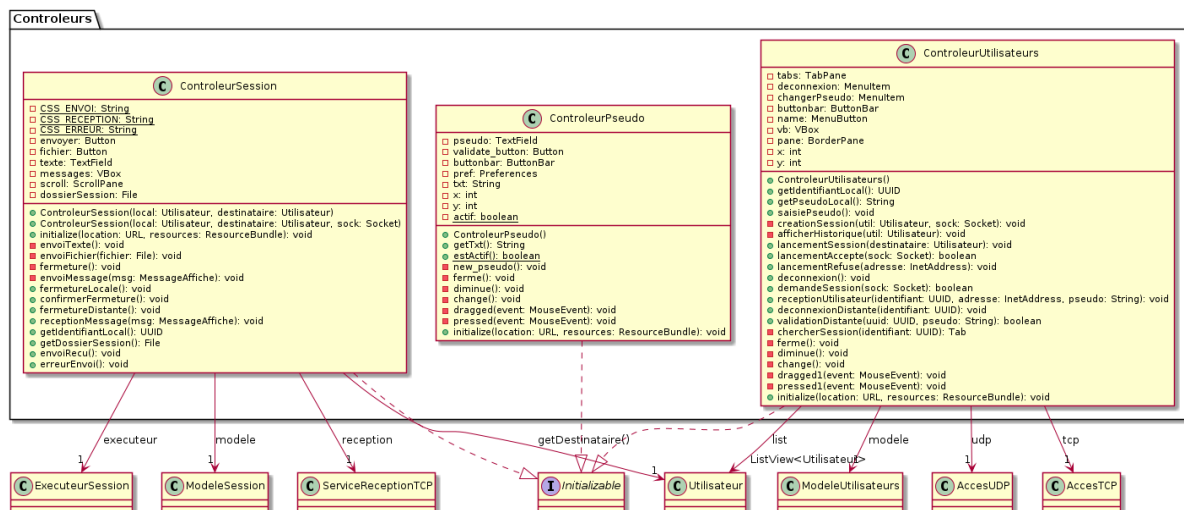 Controleurs
C ControleurSession
CSS_ENVOI: String
CSS_RECEPTION: String
CSS_ERREUR: String
envoyer: Button
fichier: Button
texte: TextField
messages: VBox
scroll: ScrollPane
dossierSession: File
ControleurSession(local: Utilisateur, destinataire: Utilisateur)
ControleurSession(local: Utilisateur, destinataire: Utilisateur, sock: Socket)
initialize(location: URL, resources: ResourceBundle): void
envoiTexte(): void
envoiFichier(fichier: File): void
fermeture(): void
envoiMessage(msg: MessageAffiche): void
fermetureLocale(): void
confirmerFermeture(): void
fermetureDistante(): void
receptionMessage(msg: MessageAffiche): void
getIdentifiantLocal(): UUID
getDossierSession(): File
envoiRecu(): void
erreurEnvoi(): void
C ControleurPseudo
pseudo: TextField
validate_button: Button
buttonbar: ButtonBar
pref: Preferences
txt: String
x: int
y: int
actif: boolean
ControleurPseudo()
getTxt(): String
estActif(): boolean
new_pseudo(): void
ferme(): void
diminue(): void
change(): void
dragged(event: MouseEvent): void
pressed(event: MouseEvent): void
initialize(location: URL, resources: ResourceBundle): void
C ControleurUtilisateurs
tabs: TabPane
deconnexion: MenuItem
changerPseudo: MenuItem
buttonbar: ButtonBar
name: MenuButton
vb: VBox
pane: BorderPane
x: int
y: int
ControleurUtilisateurs()
getIdentifiantLocal(): UUID
getPseudoLocal(): String
saisiePseudo(): void
creationSession(util: Utilisateur, sock: Socket): void
afficherHistorique(util: Utilisateur): void
lancementSession(destinataire: Utilisateur): void
lancementAccepte(sock: Socket): boolean
lancementRefuse(adresse: InetAddress): void
deconnexion(): void
demandeSession(sock: Socket): boolean
receptionUtilisateur(identifiant: UUID, adresse: InetAddress, pseudo: String): void
deconnexionDistante(identifiant: UUID): void
validationDistante(uuid: UUID, pseudo: String): boolean
chercherSession(identifiant: UUID): Tab
ferme(): void
diminue(): void
change(): void
dragged1(event: MouseEvent): void
pressed1(event: MouseEvent): void
initialize(location: URL, resources: ResourceBundle): void
executeur
modele
reception
getDestinataire()
list
modele
udp
tcp
1
1
1
1
ListView<Utilisateur>
1
1
1
C ExecuteurSession
C ModeleSession
C ServiceReceptionTCP
I Initializable
C Utilisateur
C ModeleUtilisateurs
C AccesUDP
C AccesTCP